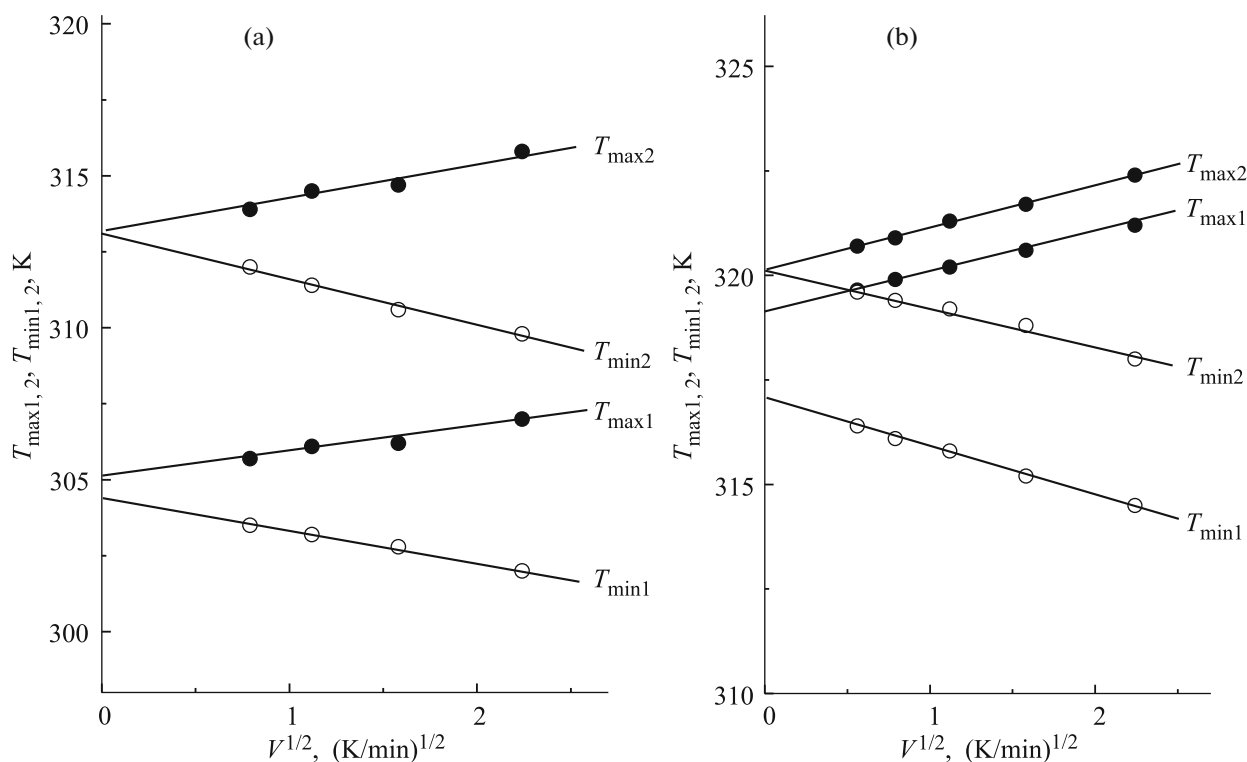 (a)
320
315
310
305
300
T_max2
T_min2
T_max1
T_min1
0
1
2
T_max1, 2, T_min1, 2, K
V^1/2, (K/min)^1/2
(b)
325
320
315
310
T_max2
T_max1
T_min2
T_min1
0
1
2
T_max1, 2, T_min1, 2, K
V^1/2, (K/min)^1/2